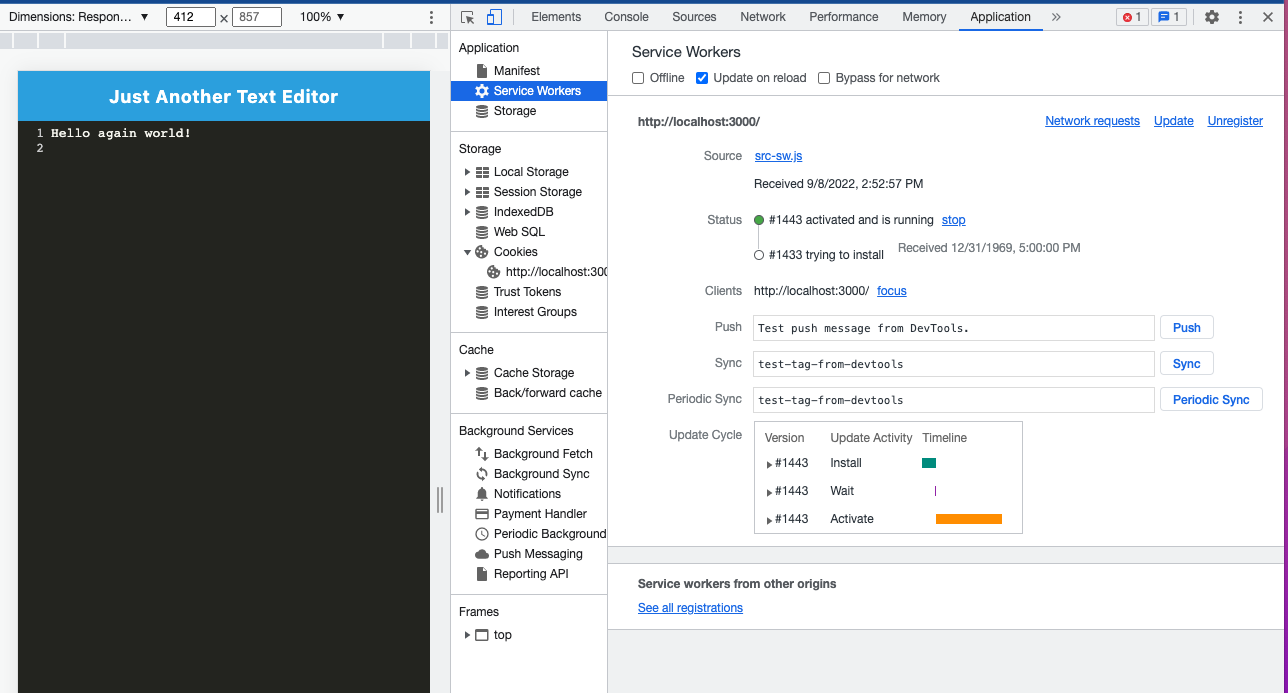 Dimensions: Respon… ▼ 412 × 857 100% ▼
Elements Console Sources Network Performance Memory Application » 1 1
Just Another Text Editor
1 Hello again world!
2
Application
Manifest
Service Workers
Storage
Storage
Local Storage
Session Storage
IndexedDB
Web SQL
Cookies
http://localhost:300
Trust Tokens
Interest Groups
Cache
Cache Storage
Back/forward cache
Background Services
Background Fetch
Background Sync
Notifications
Payment Handler
Periodic Background
Push Messaging
Reporting API
Frames
top
Service Workers
Offline Update on reload Bypass for network
http://localhost:3000/ Network requests Update Unregister
Source src-sw.js
Received 9/8/2022, 2:52:57 PM
Status #1443 activated and is running stop
#1433 trying to install Received 12/31/1969, 5:00:00 PM
Clients http://localhost:3000/ focus
Push Test push message from DevTools. Push
Sync test-tag-from-devtools Sync
Periodic Sync test-tag-from-devtools Periodic Sync
Update Cycle Version Update Activity Timeline
#1443 Install
#1443 Wait
#1443 Activate
Service workers from other origins
See all registrations